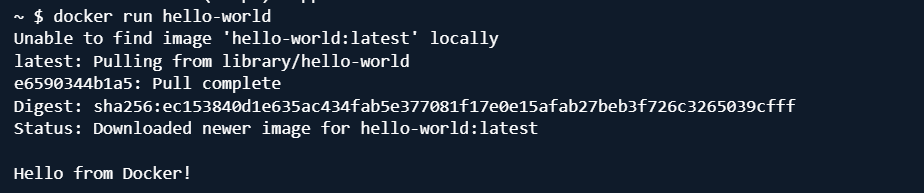 ~ $ docker run hello-world
Unable to find image 'hello-world:latest' locally
latest: Pulling from library/hello-world
e6590344b1a5: Pull complete
Digest: sha256:ec153840d1e635ac434fab5e377081f17e0e15afab27beb3f726c3265039cfff
Status: Downloaded newer image for hello-world:latest
Hello from Docker!